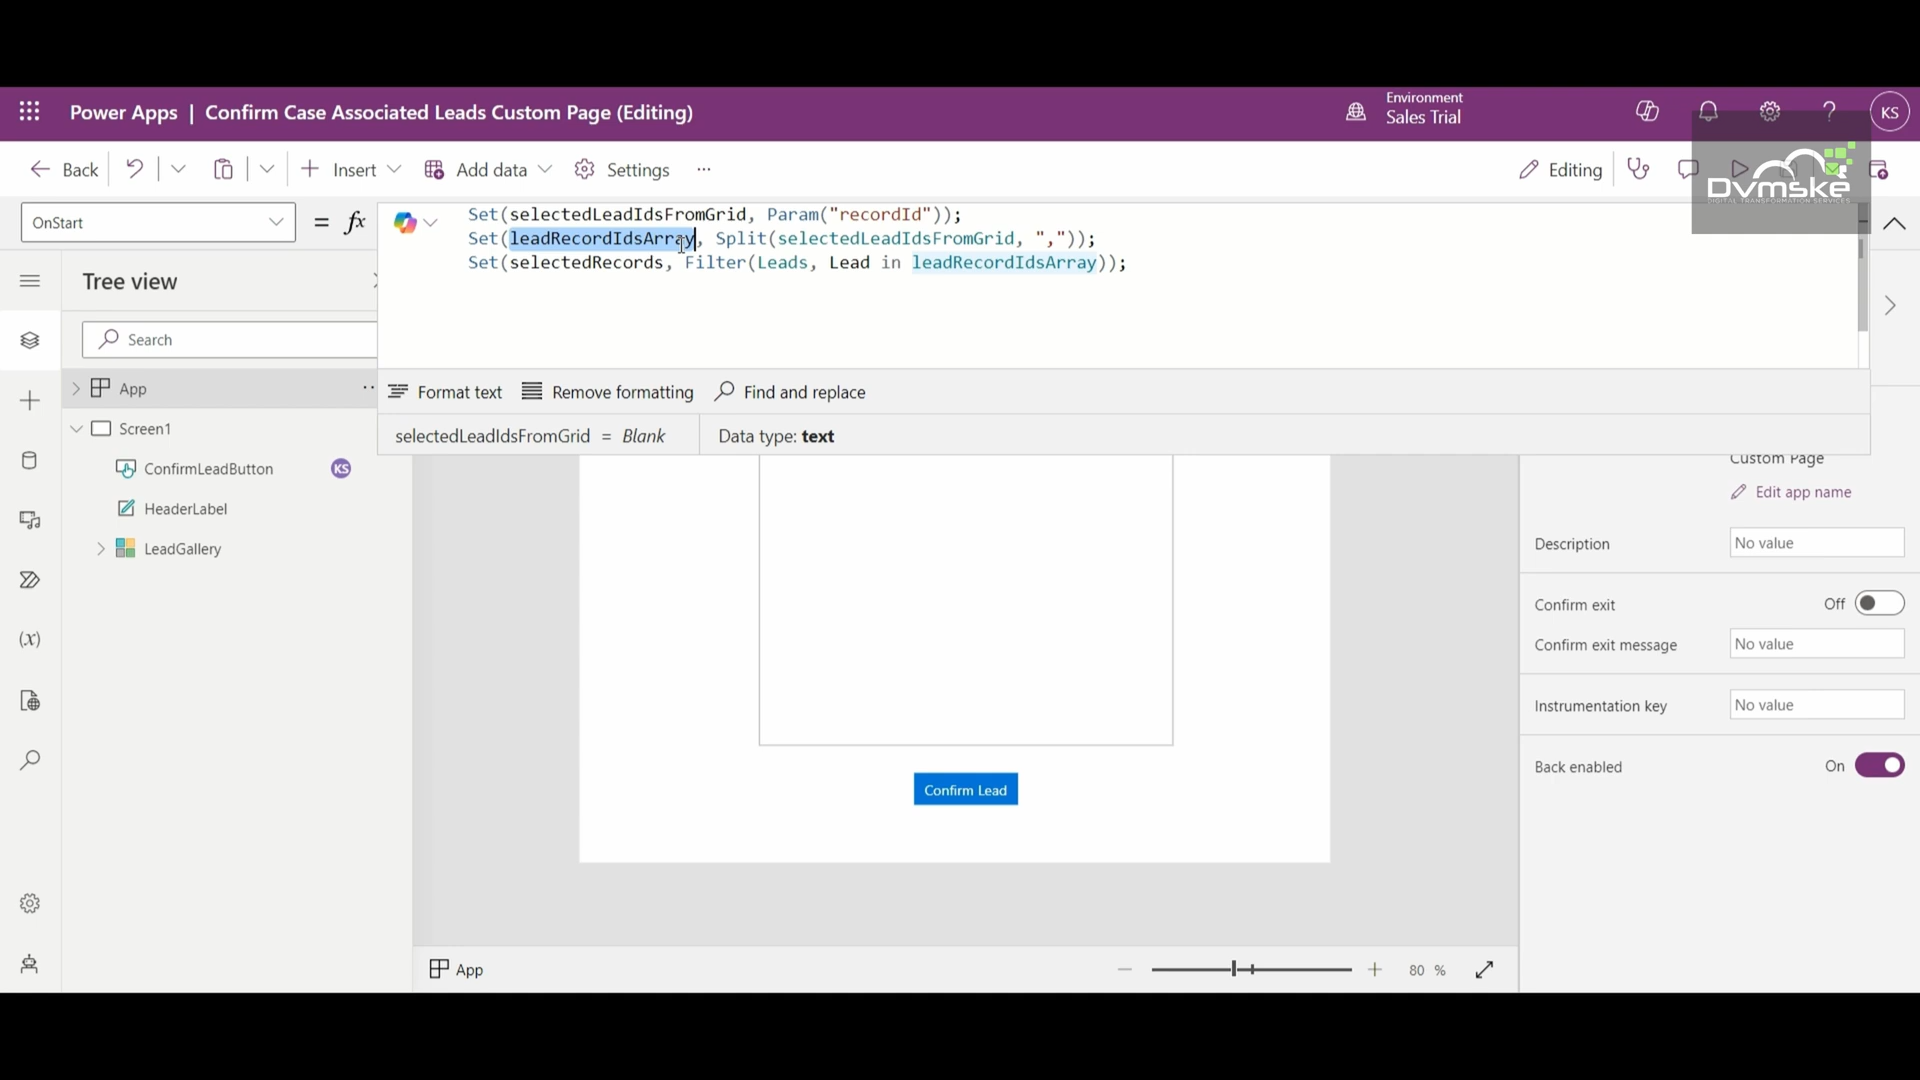 Power Apps | Confirm Case Associated Leads Custom Page (Editing)
Environment
Sales Trial
KS
Back
Insert
Add data
Settings
...
Editing
Dvmske
DIGITAL TRANSFORMATION SERVICES
OnStart
= fx
Set(selectedLeadIdsFromGrid, Param("recordId"));
Set(leadRecordIdsArray, Split(selectedLeadIdsFromGrid, ","));
Set(selectedRecords, Filter(Leads, Lead in leadRecordIdsArray));
Tree view
Search
App
Screen1
ConfirmLeadButton
KS
HeaderLabel
LeadGallery
Format text
Remove formatting
Find and replace
selectedLeadIdsFromGrid = Blank
Data type: text
Custom Page
Edit app name
Description
No value
Confirm exit
Off
Confirm exit message
No value
Instrumentation key
No value
Back enabled
On
Confirm Lead
App
80 %